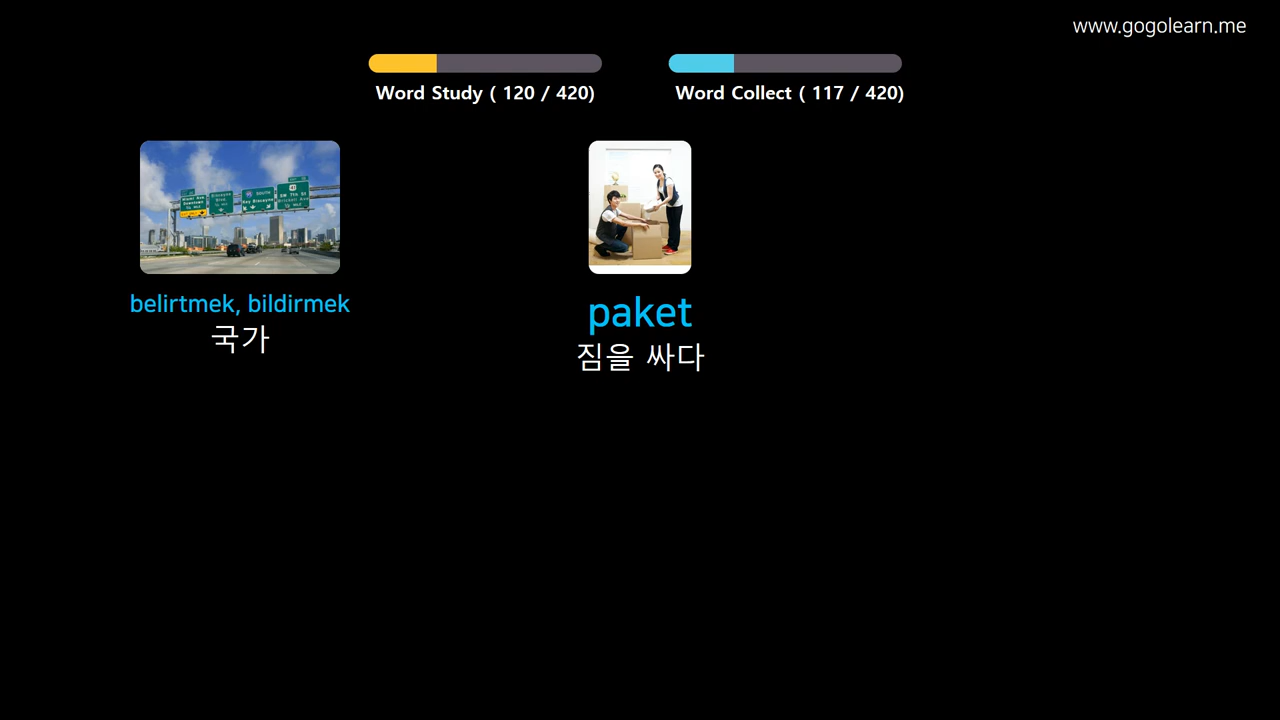 www.gogolearn.me
Word Study ( 120 / 420)
Word Collect ( 117 / 420)
belirtmek, bildirmek
국가
paket
짐을 싸다